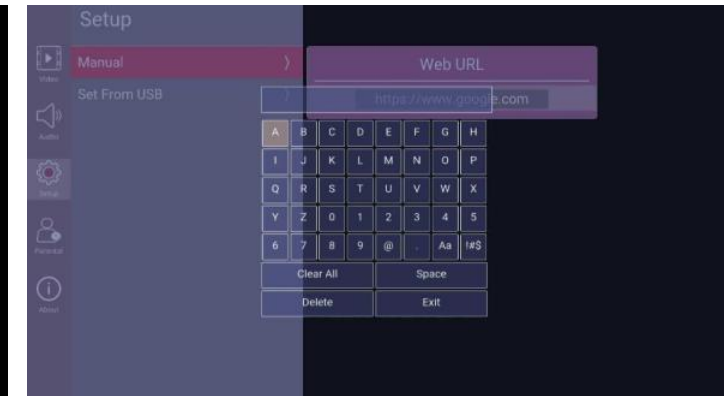 Setup
Video
Manual 〉
Web URL
Set From USB 〉
https://www.google.com
Audio
A B C D E F G H
I J K L M N O P
Setup
Q R S T U V W X
Y Z 0 1 2 3 4 5
Parental
6 7 8 9 @ . Aa !#$
Clear All Space
About
Delete Exit